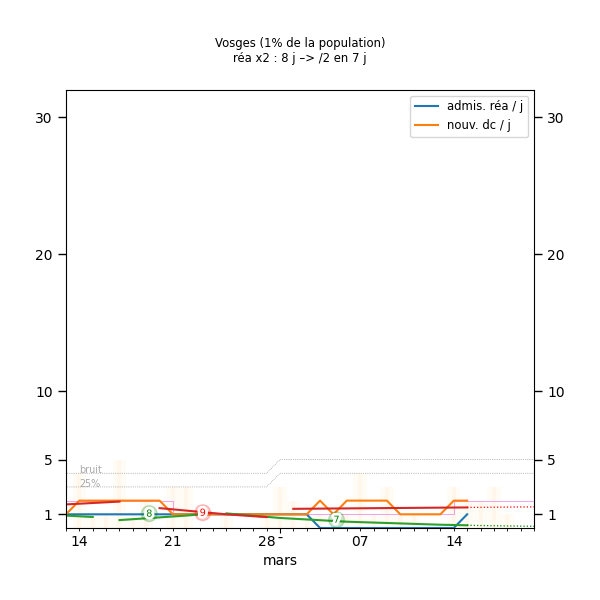 Vosges (1% de la population)
réa x2 : 8 j –> /2 en 7 j
admis. réa / j
nouv. dc / j
30 30
20 20
10 10
5 5
bruit
25%
8 9 7
1 1
14 21 28 07 14
mars